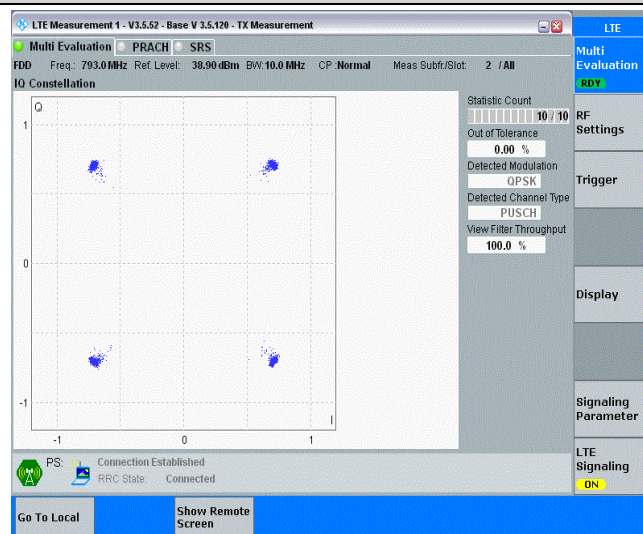 LTE Measurement 1 - V3.5.52 - Base V 3.5.120 - TX Measurement
LTE
Multi Evaluation PRACH SRS
FDD Freq.: 793.0 MHz Ref. Level: 38.90 dBm BW: 10.0 MHz CP :Normal Meas Subfr./Slot: 2 / All
IQ Constellation
Q
1
0
-1
-1 0 1
I
Statistic Count
10 / 10
Out of Tolerance
0.00 %
Detected Modulation
QPSK
Detected Channel Type
PUSCH
View Filter Throughput
100.0 %
Multi
Evaluation
RDY
RF
Settings
Trigger
Display
Signaling
Parameter
LTE
Signaling
ON
PS: Connection Established
RRC State: Connected
Go To Local
Show Remote
Screen